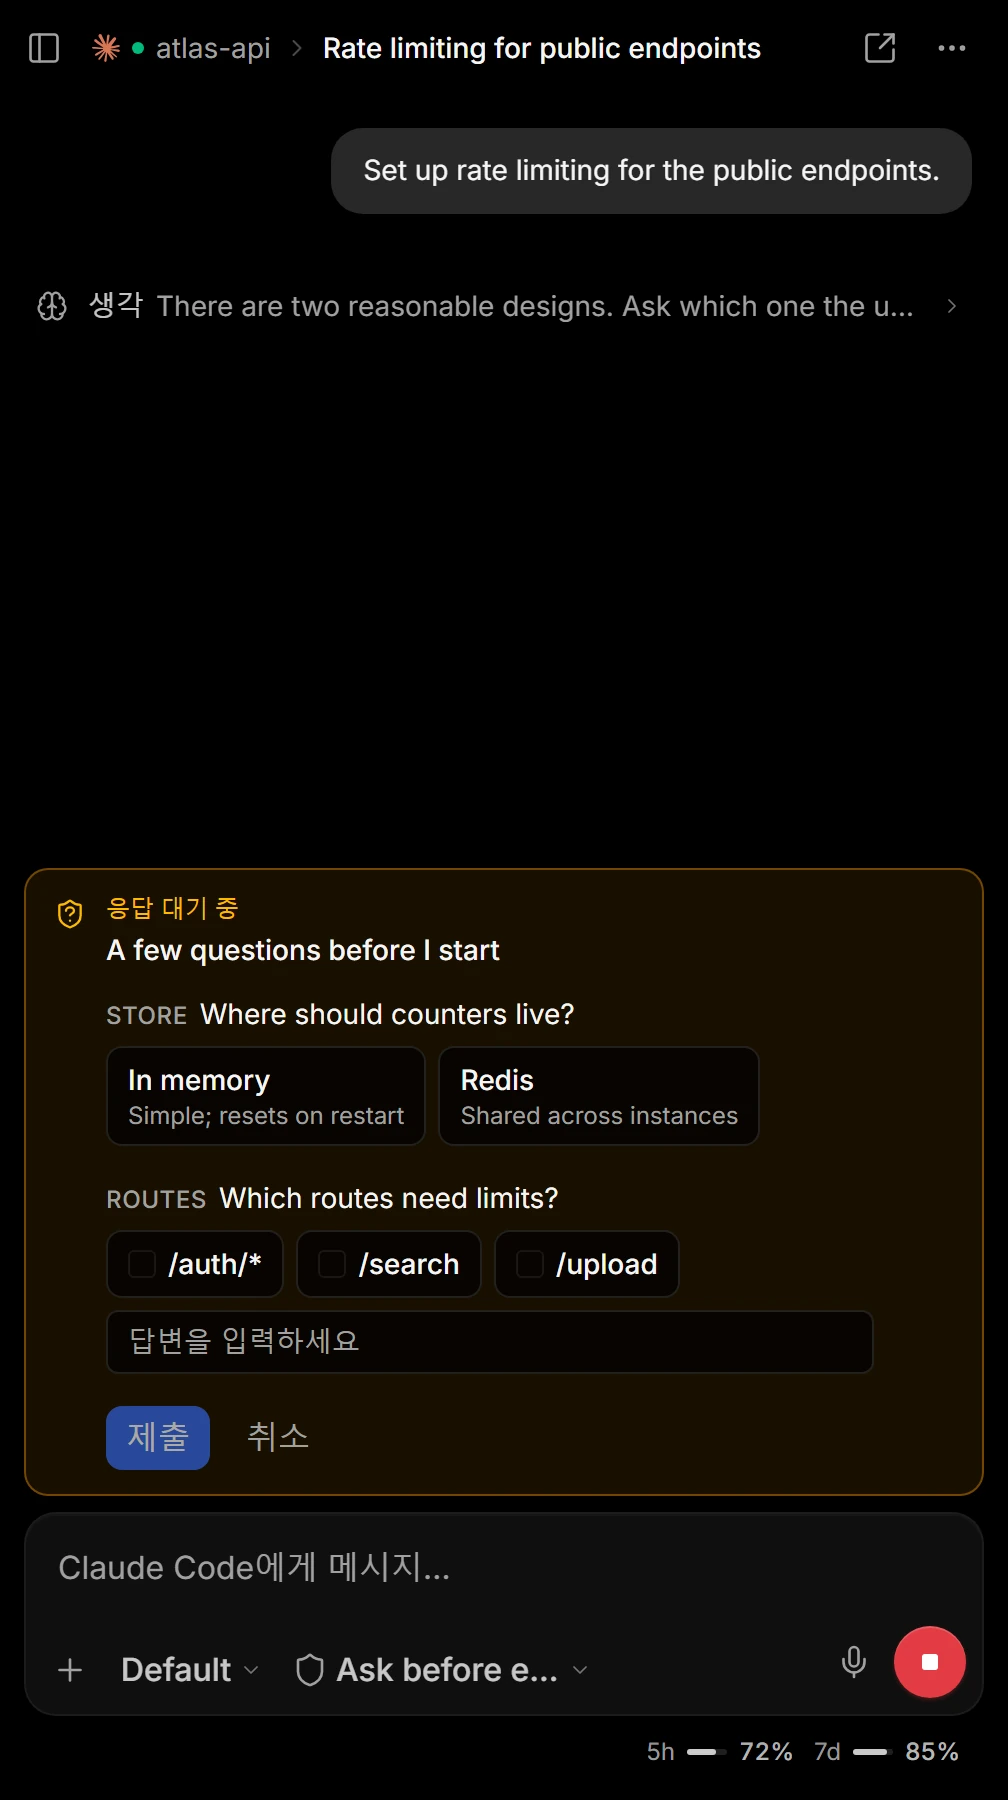 atlas-api > Rate limiting for public endpoints
Set up rate limiting for the public endpoints.
생각 There are two reasonable designs. Ask which one the u...
응답 대기 중
A few questions before I start
STORE Where should counters live?
In memory
Simple; resets on restart
Redis
Shared across instances
ROUTES Which routes need limits?
/auth/* /search /upload
답변을 입력하세요
제출 취소
Claude Code에게 메시지...
Default Ask before e...
5h 72% 7d 85%